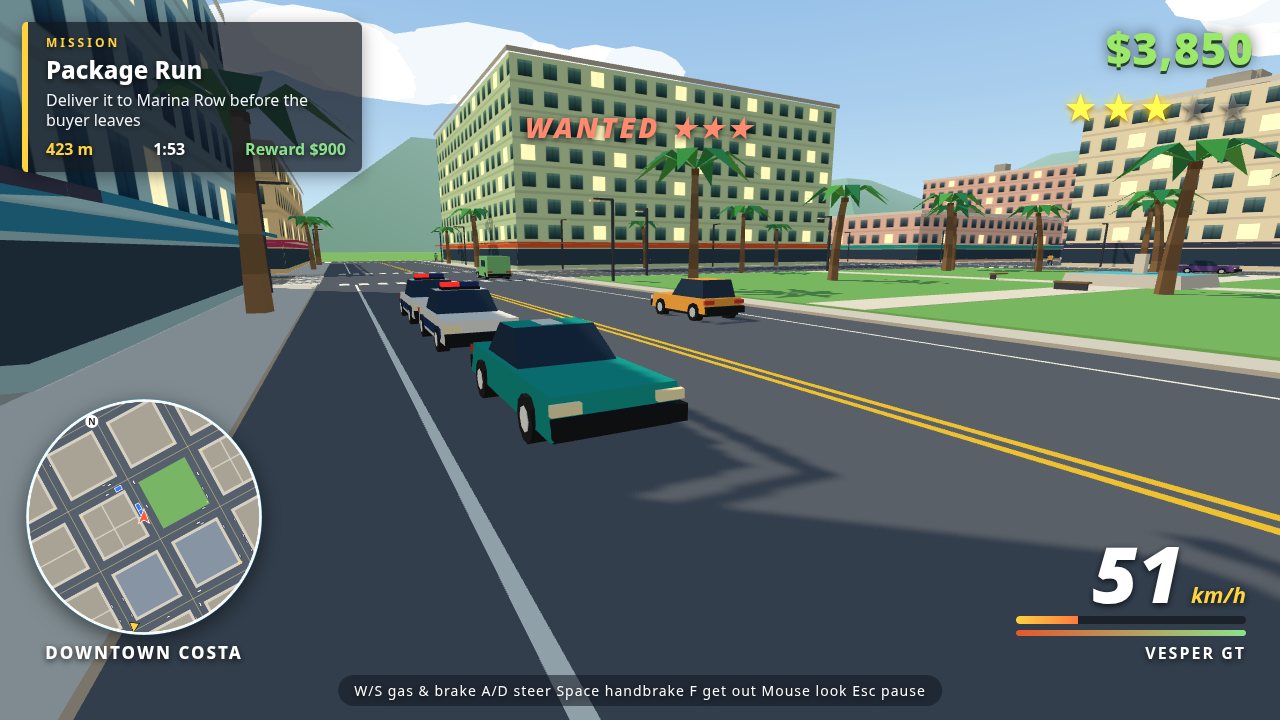 MISSION
Package Run
Deliver it to Marina Row before the
buyer leaves
423 m 1:53 Reward $900
$3,850
WANTED ★★★
N
DOWNTOWN COSTA
51 km/h
VESPER GT
W/S gas & brake A/D steer Space handbrake F get out Mouse look Esc pause